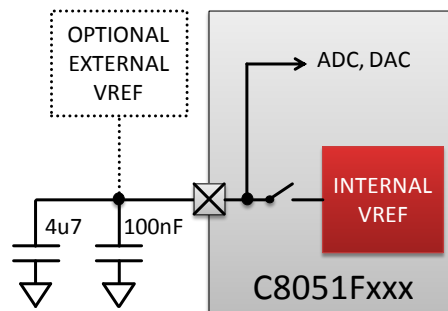 OPTIONAL
EXTERNAL
VREF
ADC, DAC
INTERNAL
VREF
4u7
100nF
C8051Fxxx